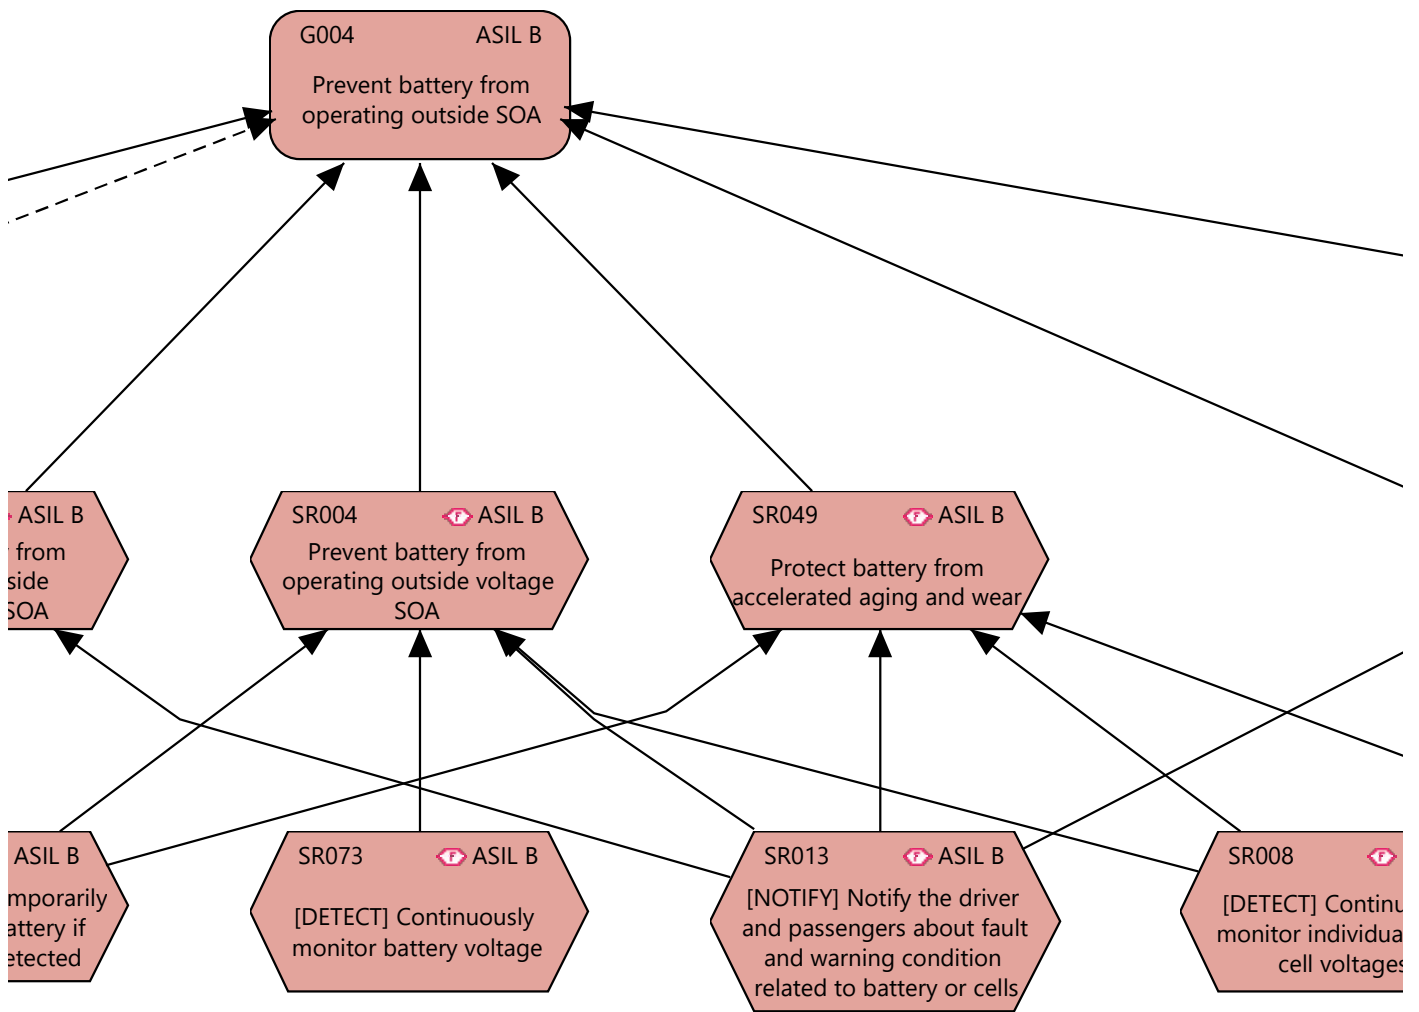 G004 ASIL B
Prevent battery from
operating outside SOA
ASIL B
from
side
SOA
SR004 F ASIL B
Prevent battery from
operating outside voltage
SOA
SR049 F ASIL B
Protect battery from
accelerated aging and wear
ASIL B
mporarily
attery if
etected
SR073 F ASIL B
[DETECT] Continuously
monitor battery voltage
SR013 F ASIL B
[NOTIFY] Notify the driver
and passengers about fault
and warning condition
related to battery or cells
SR008 F
[DETECT] Continu
monitor individua
cell voltages